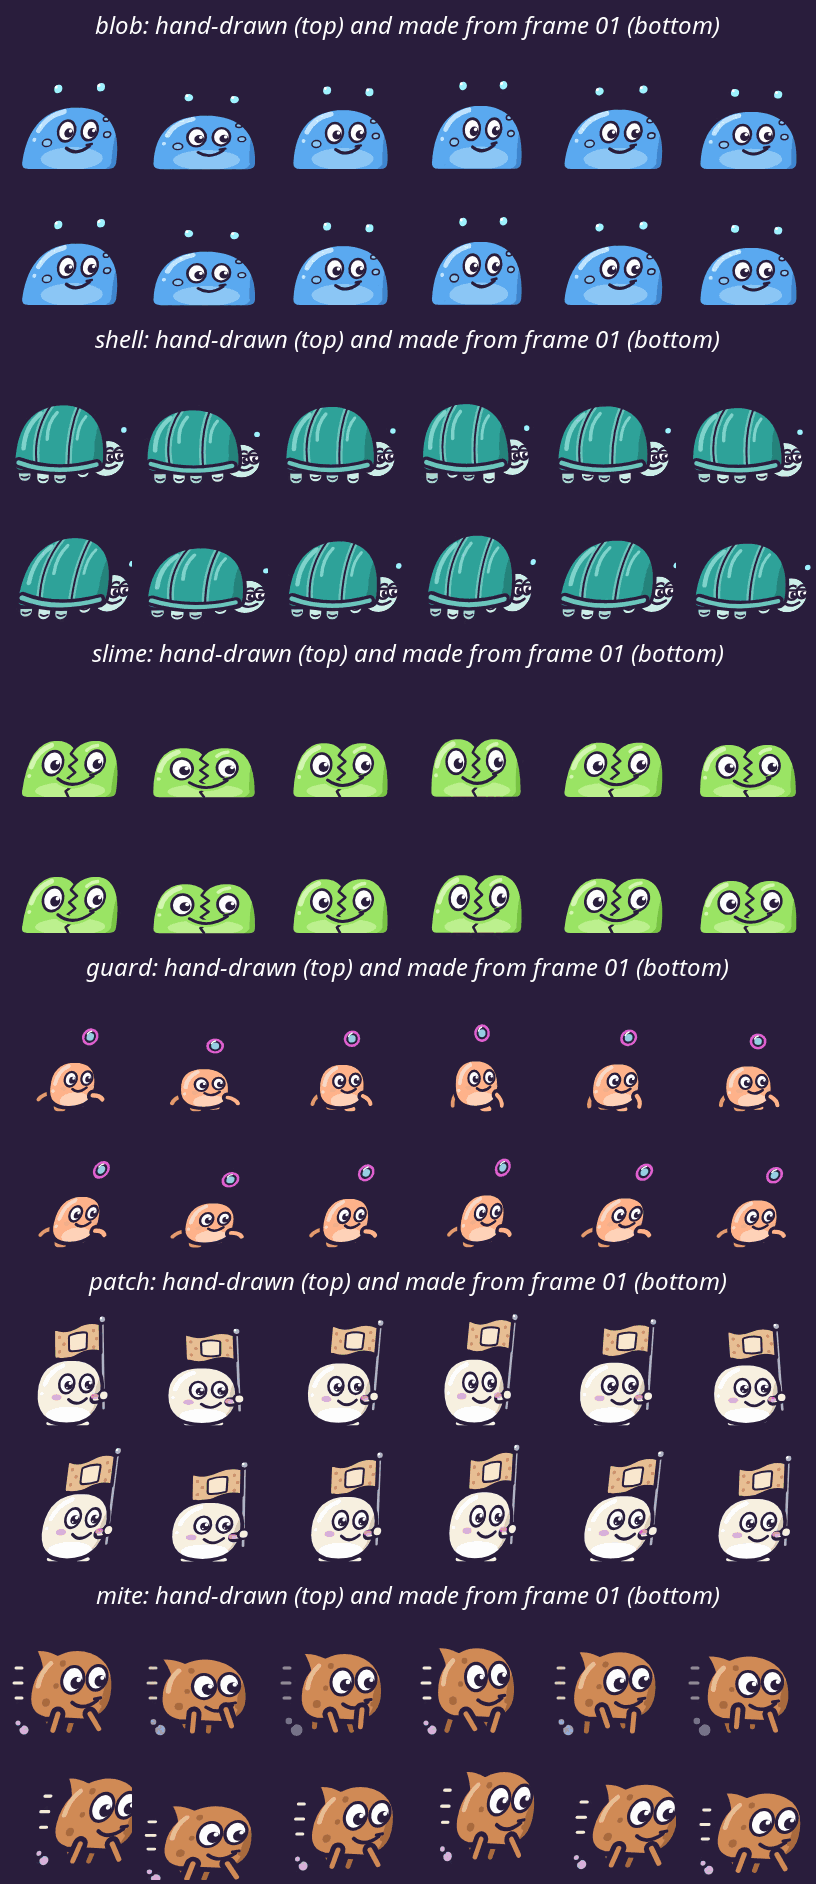 blob: hand-drawn (top) and made from frame 01 (bottom)
shell: hand-drawn (top) and made from frame 01 (bottom)
slime: hand-drawn (top) and made from frame 01 (bottom)
guard: hand-drawn (top) and made from frame 01 (bottom)
patch: hand-drawn (top) and made from frame 01 (bottom)
mite: hand-drawn (top) and made from frame 01 (bottom)